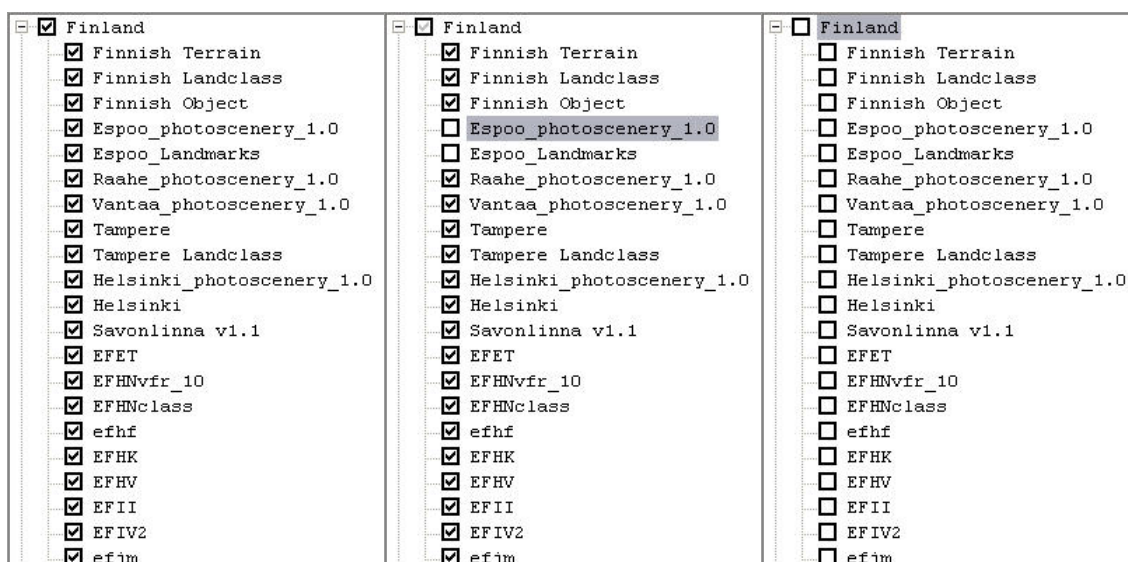 Finland
Finnish Terrain
Finnish Landclass
Finnish Object
Espoo_photoscenery_1.0
Espoo_Landmarks
Raahe_photoscenery_1.0
Vantaa_photoscenery_1.0
Tampere
Tampere Landclass
Helsinki_photoscenery_1.0
Helsinki
Savonlinna v1.1
EFET
EFHNvfr_10
EFHNclass
efhf
EFHK
EFHV
EFII
EFIV2
efjm
Finland
Finnish Terrain
Finnish Landclass
Finnish Object
Espoo_photoscenery_1.0
Espoo_Landmarks
Raahe_photoscenery_1.0
Vantaa_photoscenery_1.0
Tampere
Tampere Landclass
Helsinki_photoscenery_1.0
Helsinki
Savonlinna v1.1
EFET
EFHNvfr_10
EFHNclass
efhf
EFHK
EFHV
EFII
EFIV2
efjm
Finland
Finnish Terrain
Finnish Landclass
Finnish Object
Espoo_photoscenery_1.0
Espoo_Landmarks
Raahe_photoscenery_1.0
Vantaa_photoscenery_1.0
Tampere
Tampere Landclass
Helsinki_photoscenery_1.0
Helsinki
Savonlinna v1.1
EFET
EFHNvfr_10
EFHNclass
efhf
EFHK
EFHV
EFII
EFIV2
efjm